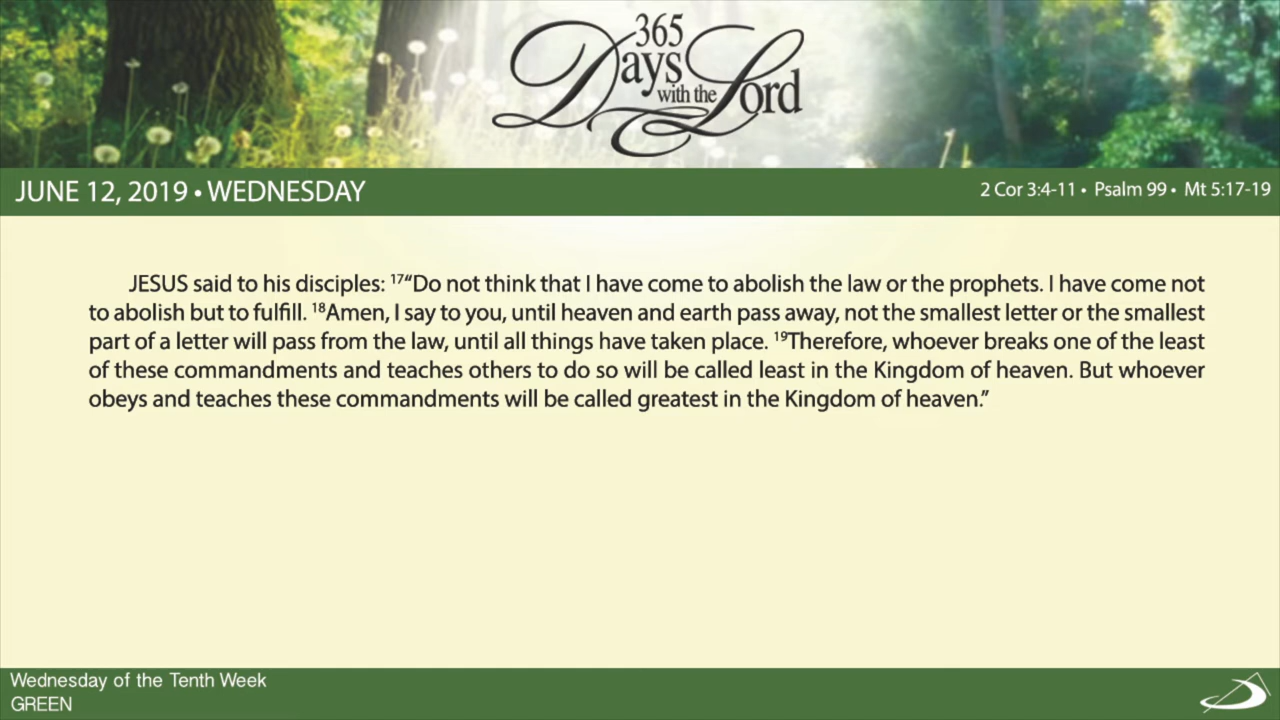 365
Days
with the Lord
JUNE 12, 2019 • WEDNESDAY
2 Cor 3:4-11 • Psalm 99 • Mt 5:17-19
JESUS said to his disciples: ¹⁷“Do not think that I have come to abolish the law or the prophets. I have come not
to abolish but to fulfill. ¹⁸Amen, I say to you, until heaven and earth pass away, not the smallest letter or the smallest
part of a letter will pass from the law, until all things have taken place. ¹⁹Therefore, whoever breaks one of the least
of these commandments and teaches others to do so will be called least in the Kingdom of heaven. But whoever
obeys and teaches these commandments will be called greatest in the Kingdom of heaven.”
Wednesday of the Tenth Week
GREEN